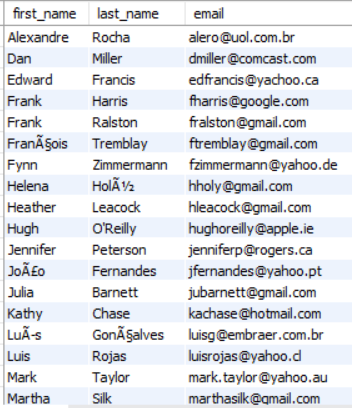 first_name last_name email
Alexandre Rocha alero@uol.com.br
Dan Miller dmiller@comcast.com
Edward Francis edfrancis@yachoo.ca
Frank Harris fharris@google.com
Frank Ralston fralston@gmail.com
FranÃ§ois Tremblay ftremblay@gmail.com
Fynn Zimmermann fzimmermann@yahoo.de
Helena HolÃ½ hholy@gmail.com
Heather Leacock hleacock@gmail.com
Hugh O'Reilly hughoreilly@apple.ie
Jennifer Peterson jenniferp@rogers.ca
JoÃ£o Fernandes jfernandes@yahoo.pt
Julia Barnett jubarnett@gmail.com
Kathy Chase kachase@hotmail.com
LuÃ-s GonÃ§alves luisg@embraer.com.br
Luis Rojas luisrojas@yahoo.cl
Mark Taylor mark.taylor@yahoo.au
Martha Silk marthasilk@gmail.com